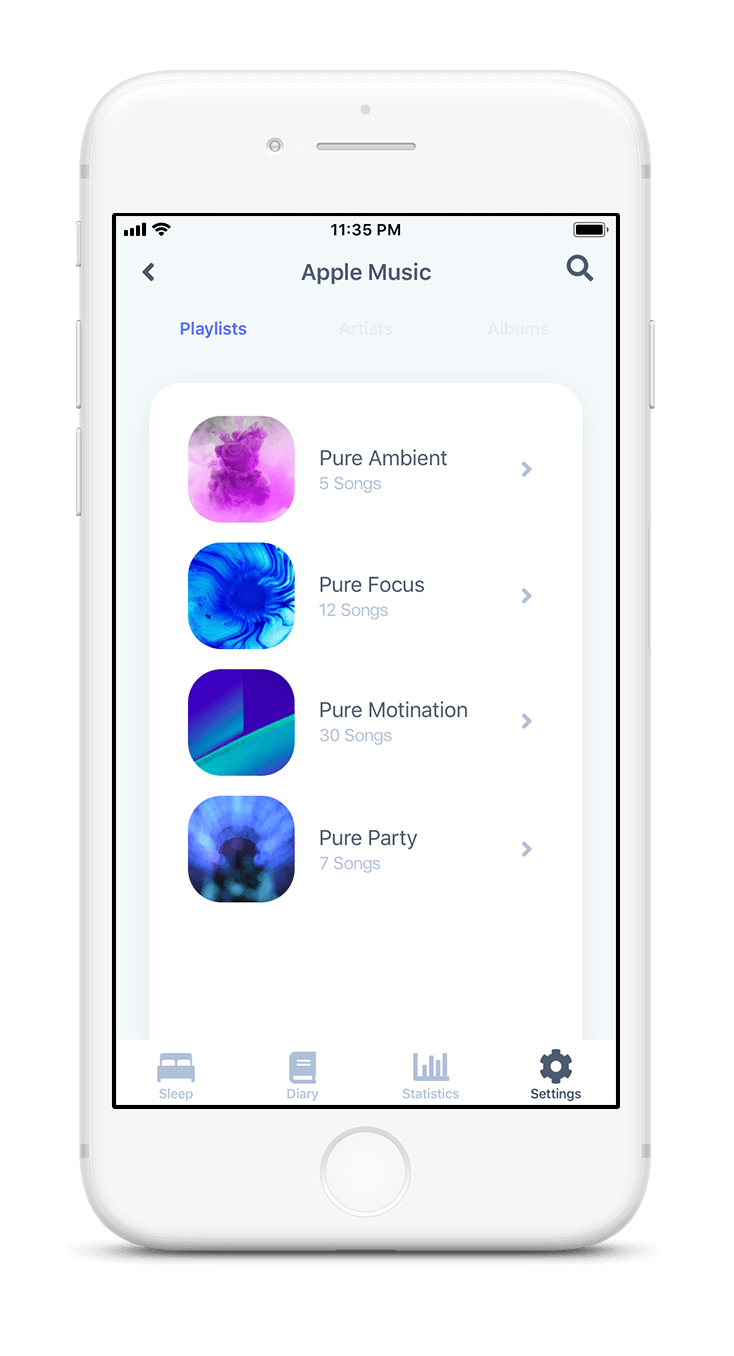 11:35 PM
Apple Music
Playlists Artists Albums
Pure Ambient
5 Songs
Pure Focus
12 Songs
Pure Motination
30 Songs
Pure Party
7 Songs
Sleep Diary Statistics Settings